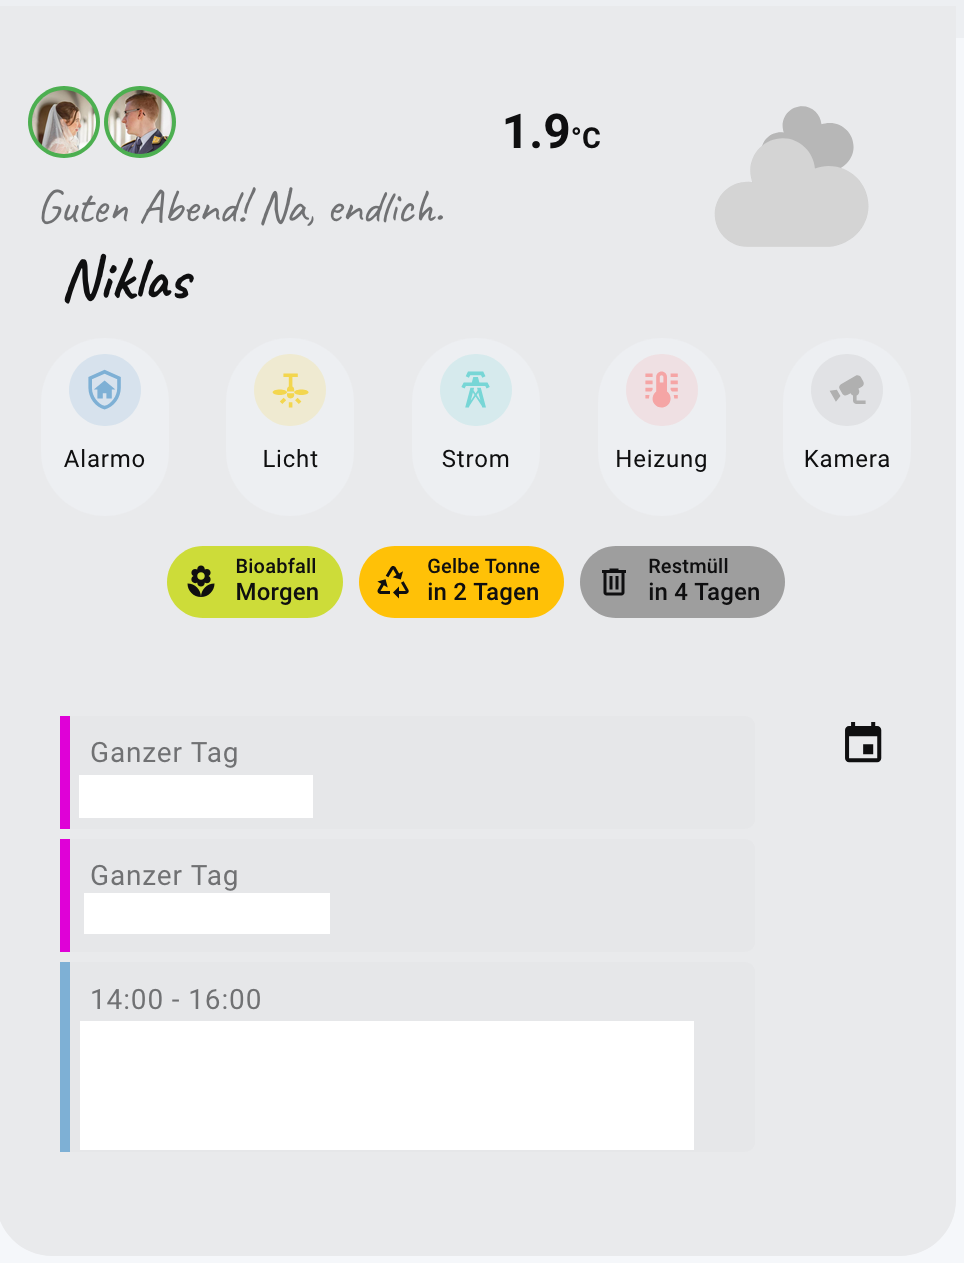 1.9°C
Guten Abend! Na, endlich.
Niklas
Alarmo
Licht
Strom
Heizung
Kamera
Bioabfall
Morgen
Gelbe Tonne
in 2 Tagen
Restmüll
in 4 Tagen
Ganzer Tag
Ganzer Tag
14:00 - 16:00